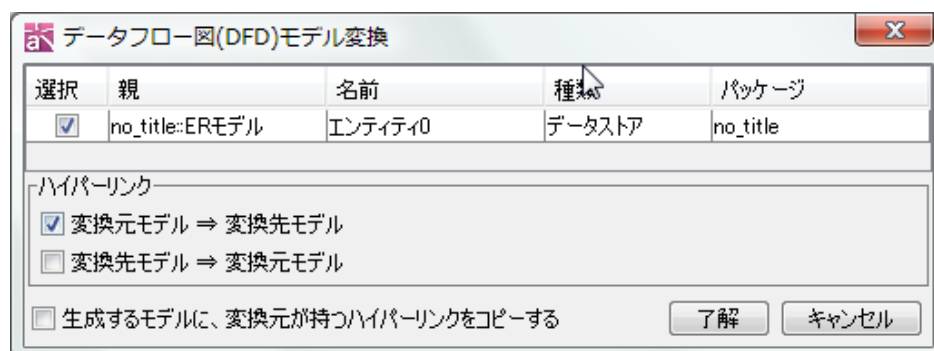 データフロー図(DFD)モデル変換
選択 親 名前 種類 パッケージ
no_title::ERモデル エンティティ0 データストア no_title
ハイパーリンク
変換元モデル ⇒ 変換先モデル
変換先モデル ⇒ 変換元モデル
生成するモデルに、変換元が持つハイパーリンクをコピーする 了解 キャンセル